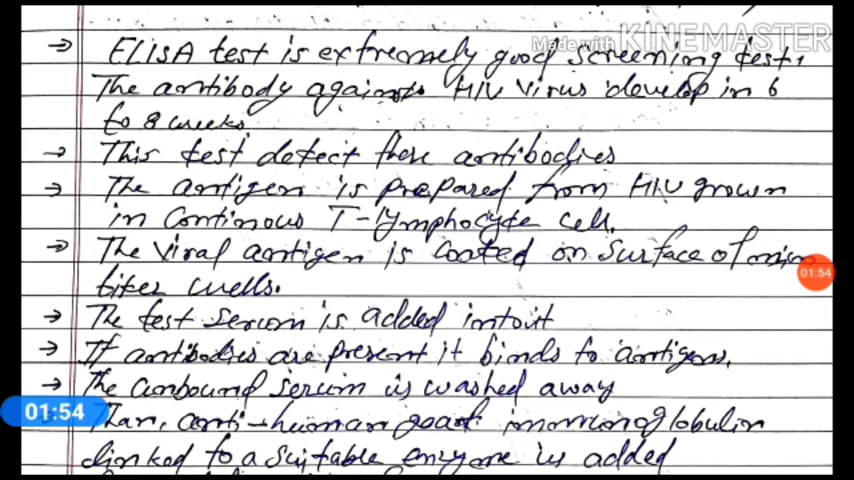 Made with KINEMASTER
→ ELISA test is extremely good screening test,
The antibody against HIV virus develop in 6
to 8 weeks.
→ This test detect these antibodies
→ The antigen is prepared from HIV grown
in continous T-lymphocyte cell.
→ The viral antigen is coated on surface of micro
titer wells.
→ The test serum is added into it
→ If antibodies are present it binds to antigens.
→ The unbound serum is washed away
Than, anti-human goat immunoglobulin
linked to a suitable enzyme is added
01:54
01:54